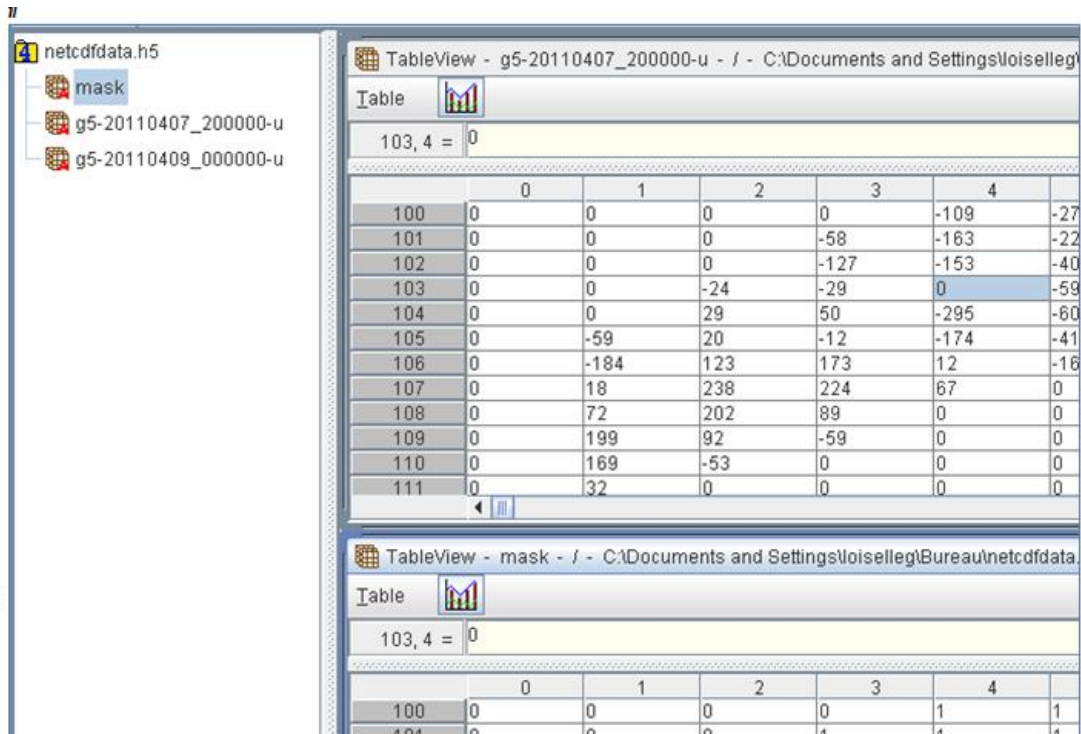 netcdfdata.h5
mask
g5-20110407_200000-u
g5-20110409_000000-u
TableView - g5-20110407_200000-u - / - C:\Documents and Settings\loiselleg\
Table
103, 4 = 0
0 1 2 3 4
100 0 0 0 0 -109 -27
101 0 0 0 -58 -163 -22
102 0 0 0 -127 -153 -40
103 0 0 -24 -29 0 -59
104 0 0 29 50 -295 -60
105 0 -59 20 -12 -174 -41
106 0 -184 123 173 12 -16
107 0 18 238 224 67 0
108 0 72 202 89 0 0
109 0 199 92 -59 0 0
110 0 169 -53 0 0 0
111 0 32 0 0 0 0
TableView - mask - / - C:\Documents and Settings\loiselleg\Bureau\netcdfdata.
Table
103, 4 = 0
0 1 2 3 4
100 0 0 0 0 1 1